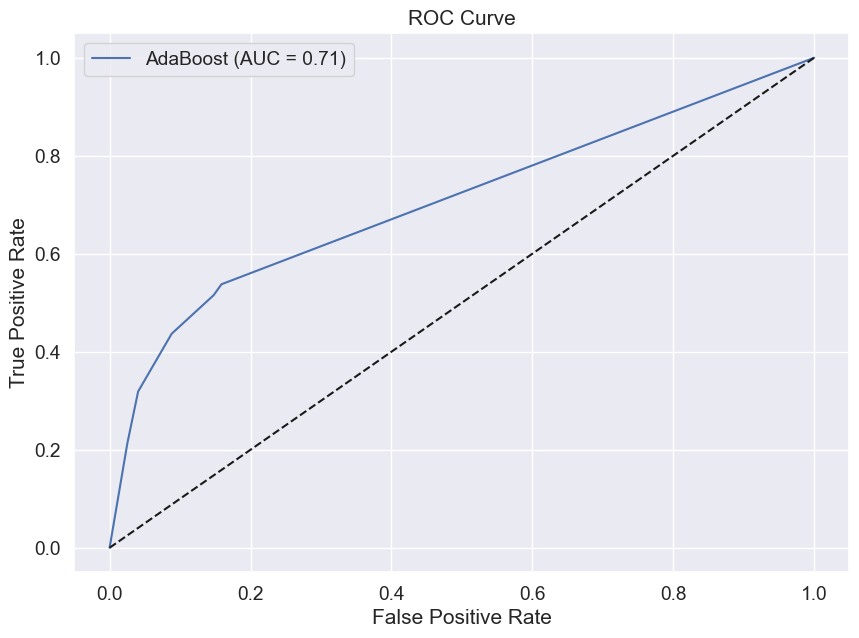 ROC Curve
AdaBoost (AUC = 0.71)
1.0
0.8
0.6
0.4
0.2
0.0
True Positive Rate
0.0 0.2 0.4 0.6 0.8 1.0
False Positive Rate